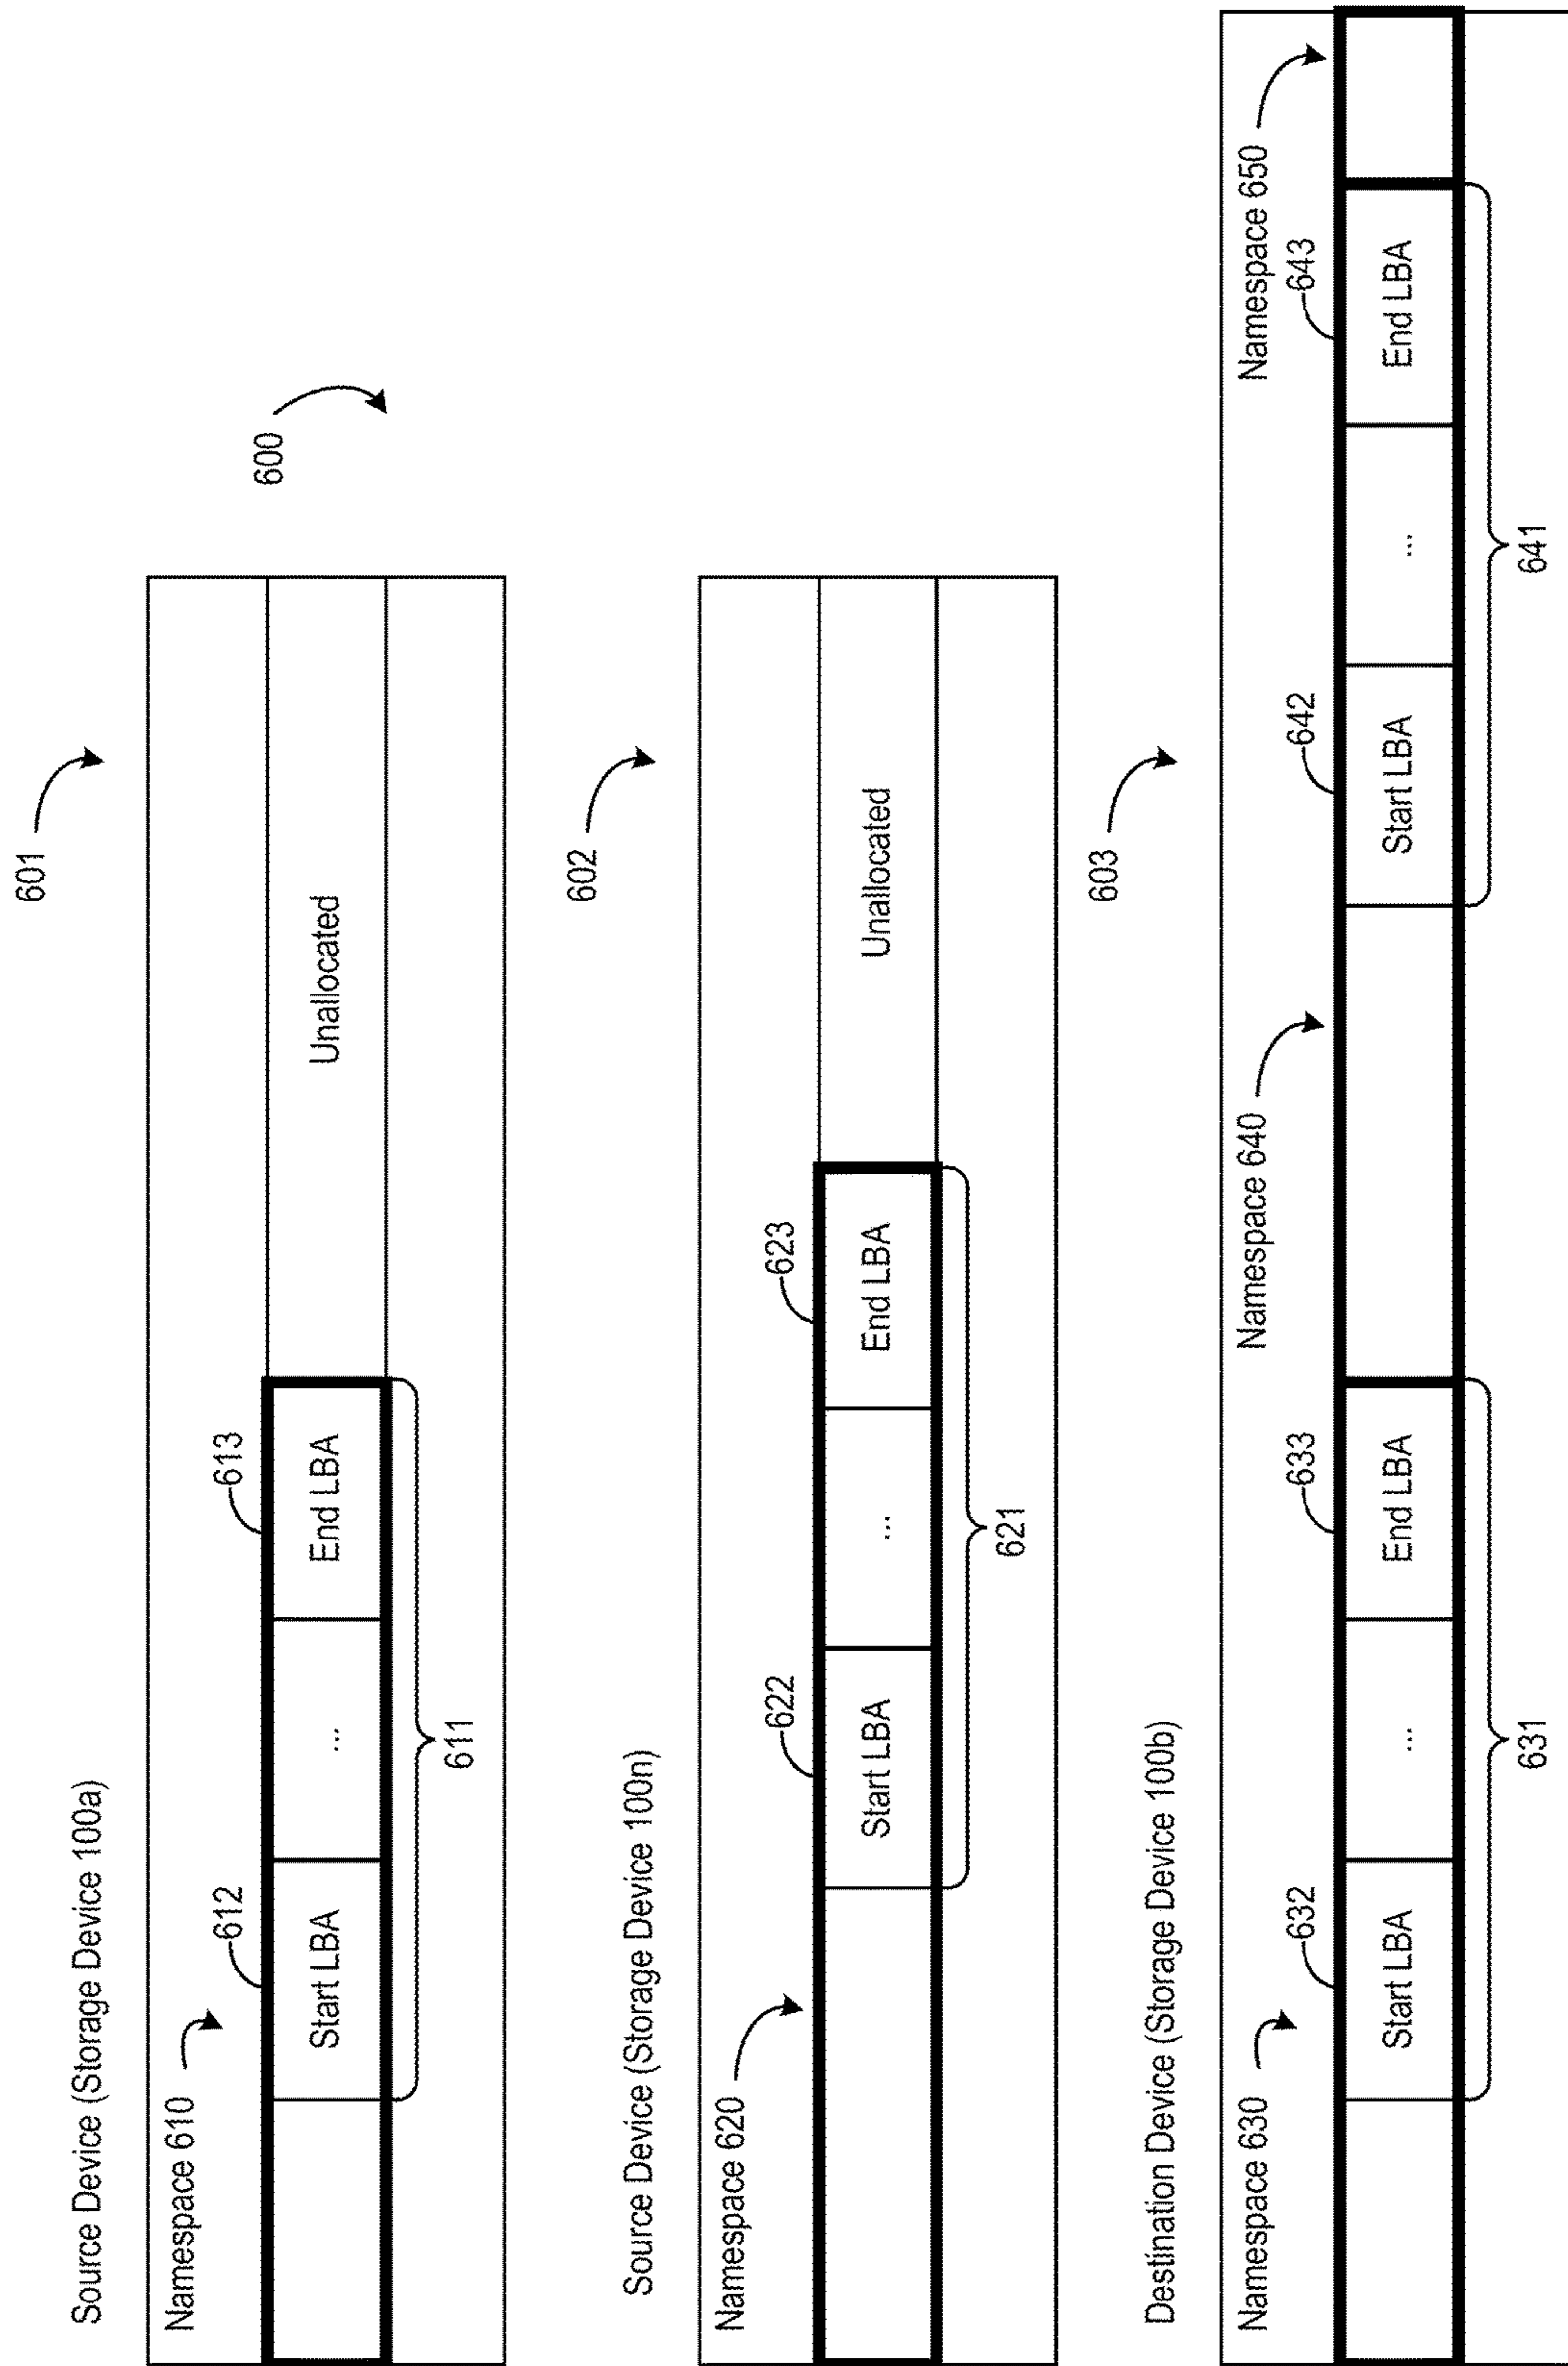 601
Source Device (Storage Device 100a)
Namespace 610
612
613
600
Start LBA
...
End LBA
Unallocated
611
602
Source Device (Storage Device 100n)
Namespace 620
622
623
Start LBA
...
End LBA
Unallocated
621
603
Destination Device (Storage Device 100b)
Namespace 630
632
633
Namespace 640
642
643
Namespace 650
Start LBA
...
End LBA
Start LBA
...
End LBA
631
641